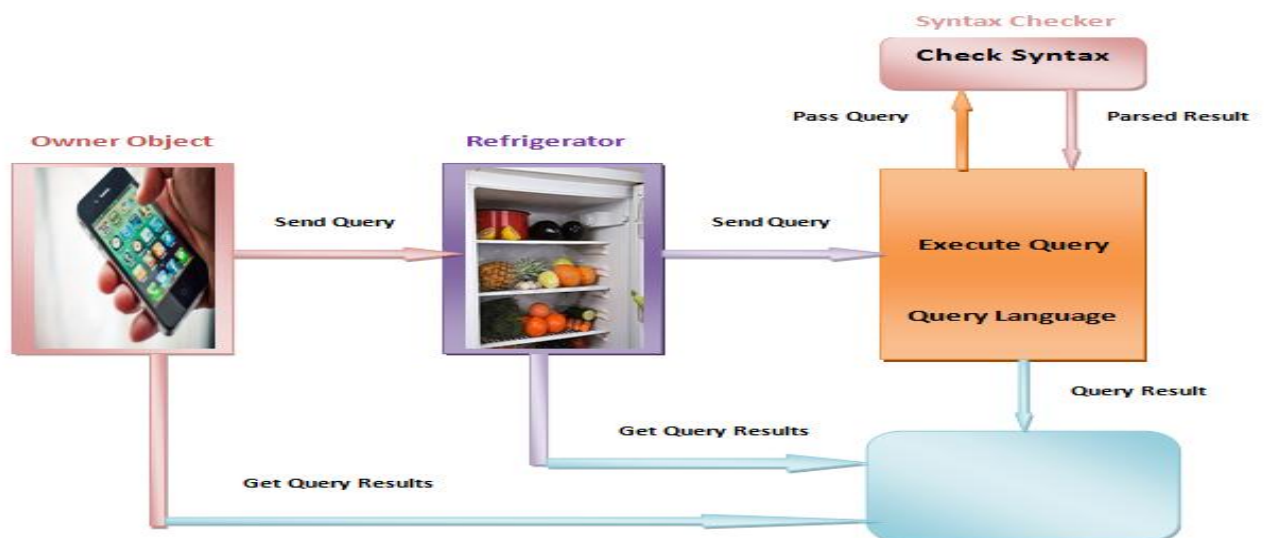 Syntax Checker
Check Syntax
Pass Query
Parsed Result
Owner Object
Refrigerator
Send Query
Send Query
Execute Query
Query Language
Query Result
Get Query Results
Get Query Results